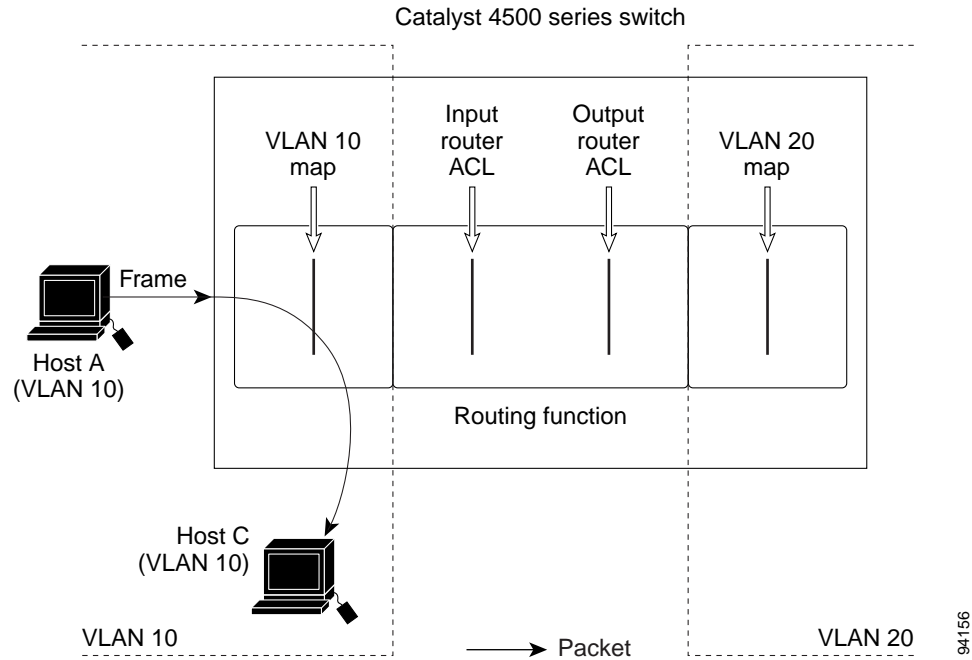 Catalyst 4500 series switch
VLAN 10
map
Input
router
ACL
Output
router
ACL
VLAN 20
map
Frame
Host A
(VLAN 10)
Routing function
Host C
(VLAN 10)
VLAN 10
Packet
VLAN 20
94156